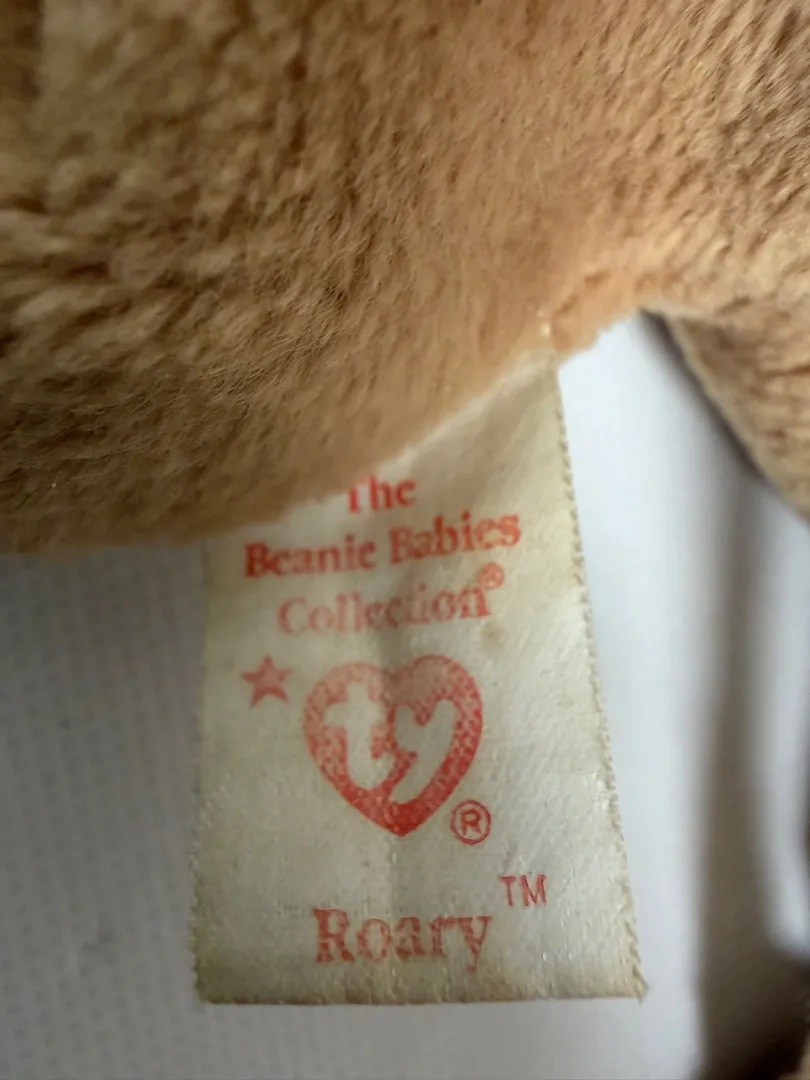 The
Beanie Babies
Collection®
★ ty ®
Roary™